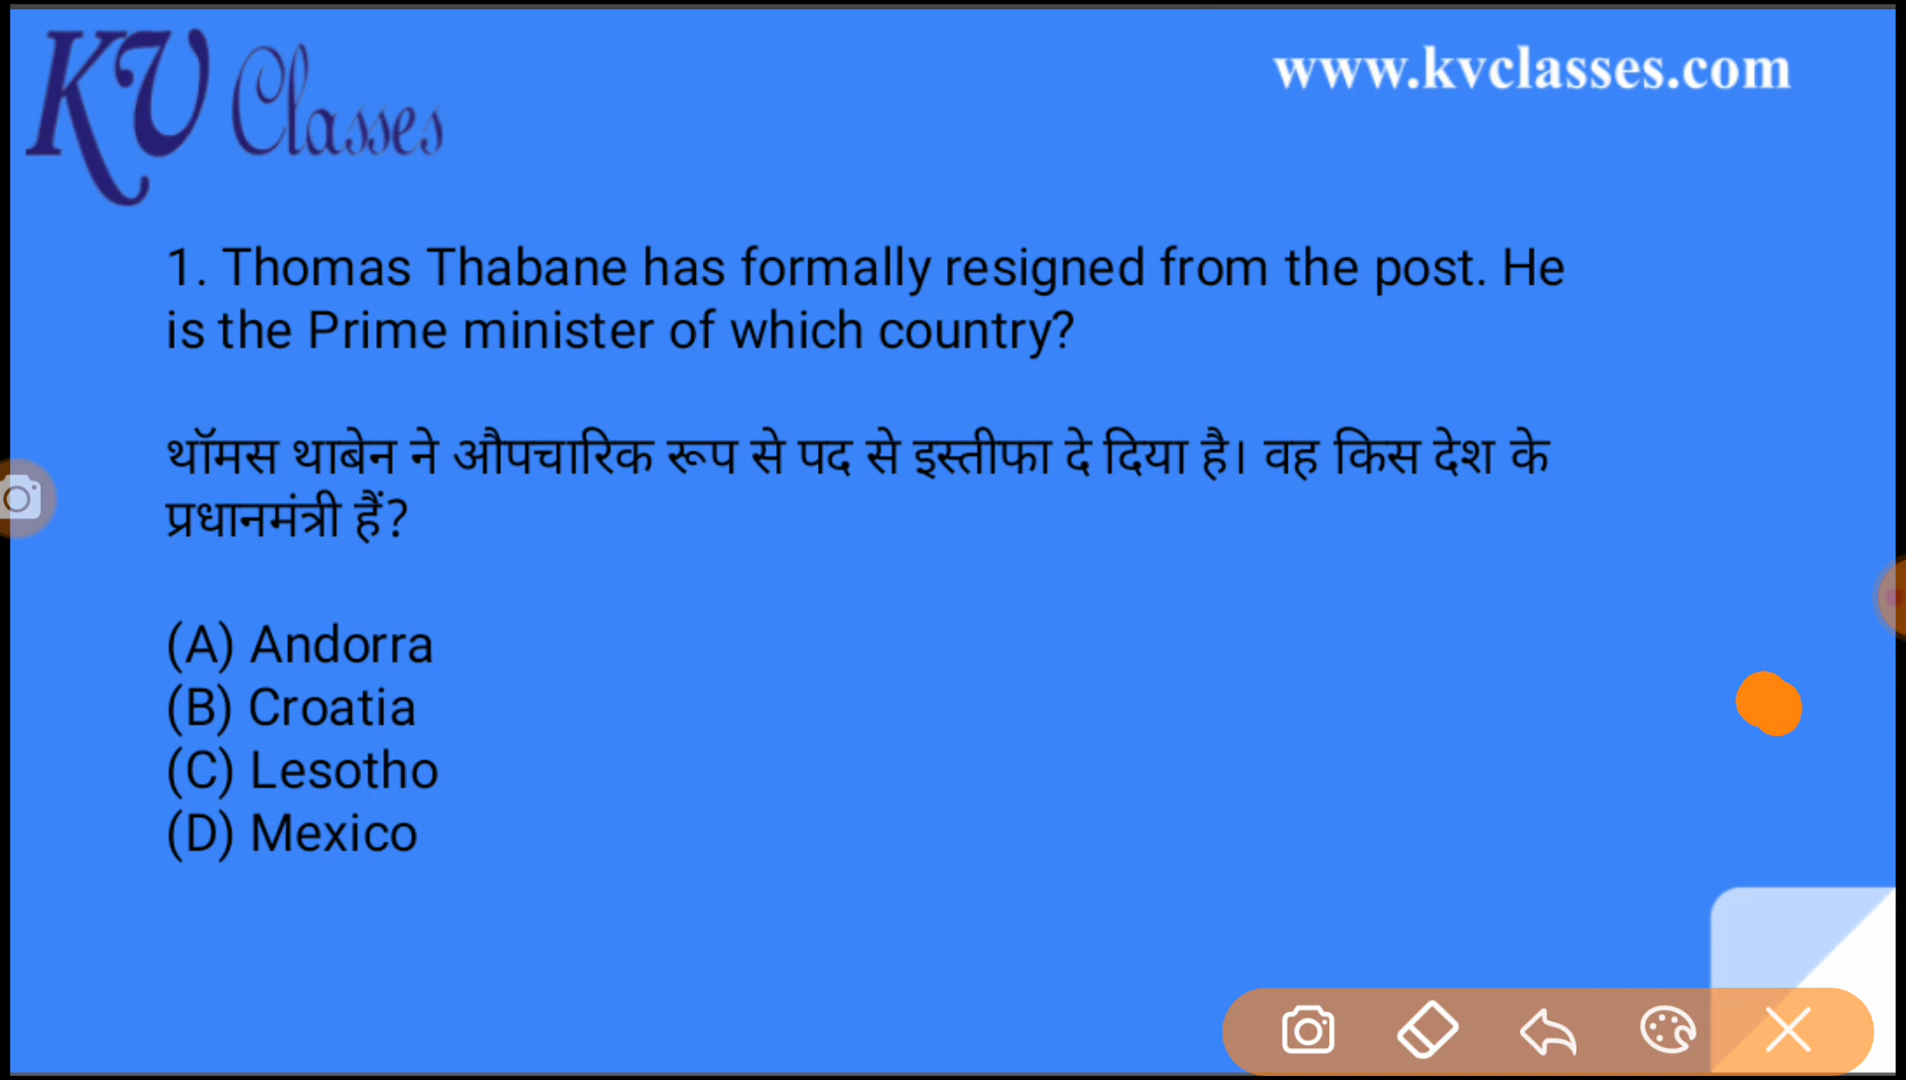 KV Classes
www.kvclasses.com
1. Thomas Thabane has formally resigned from the post. He
is the Prime minister of which country?
थॉमस थाबेन ने औपचारिक रूप से पद से इस्तीफा दे दिया है। वह किस देश के
प्रधानमंत्री हैं?
(A) Andorra
(B) Croatia
(C) Lesotho
(D) Mexico